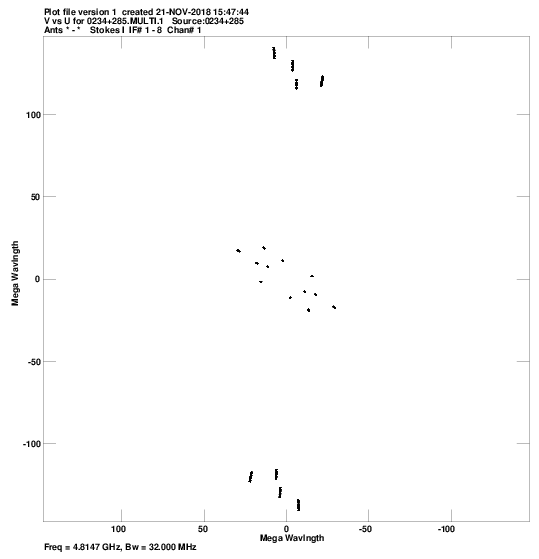 Plot file version 1 created 21-NOV-2018 15:47:44
V vs U for 0234+285.MULTI.1 Source:0234+285
Ants * - * Stokes I IF# 1 - 8 Chan# 1
100
50
0
-50
-100
Mega Wavlngth
100 50 0 -50 -100
Mega Wavlngth
Freq = 4.8147 GHz, Bw = 32.000 MHz